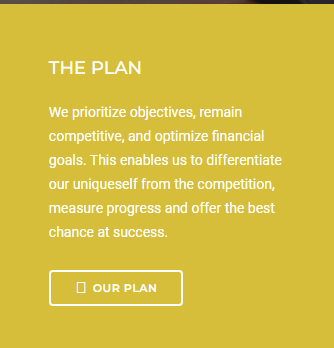 THE PLAN
We prioritize objectives, remain
competitive, and optimize financial
goals. This enables us to differentiate
our uniqueself from the competition,
measure progress and offer the best
chance at success.
OUR PLAN